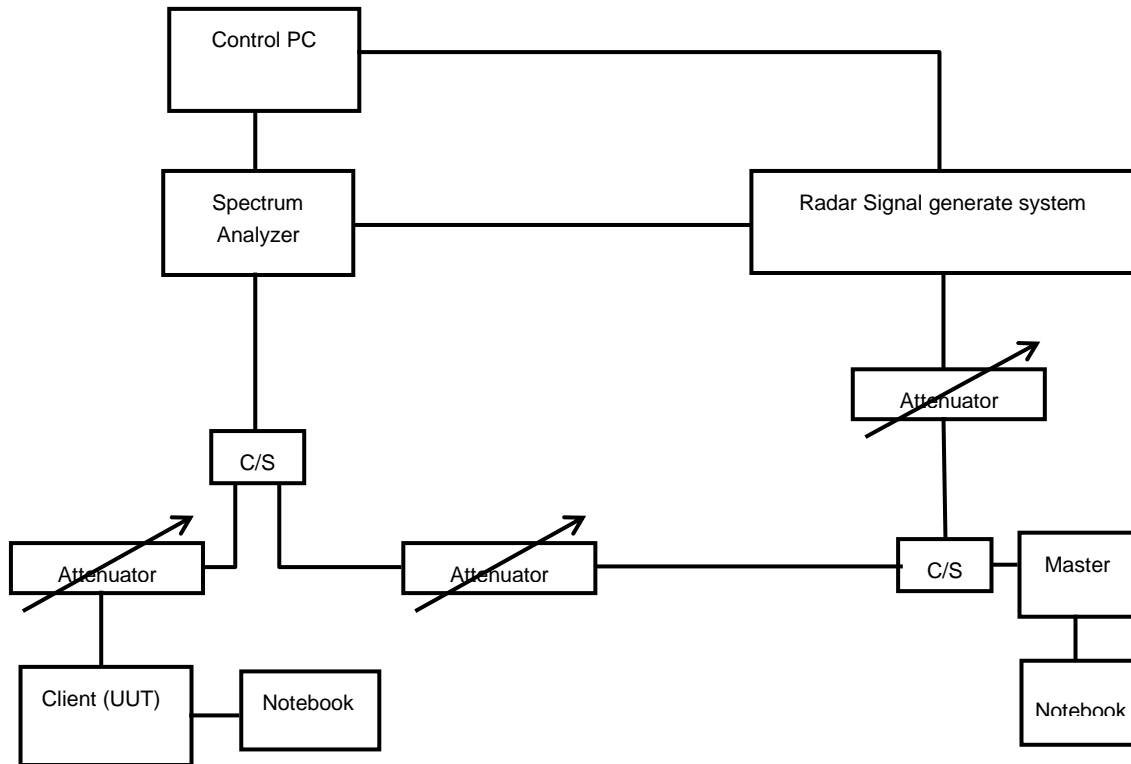 Control PC
Spectrum
Analyzer
Radar Signal generate system
Attenuator
C/S
Attenuator
Attenuator
C/S
Master
Client (UUT)
Notebook
Notebook